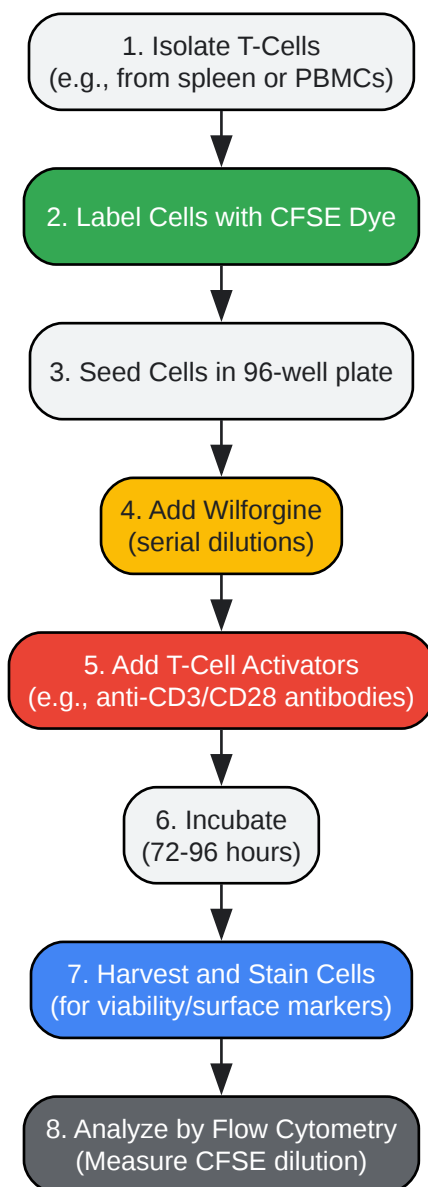 1. Isolate T-Cells
(e.g., from spleen or PBMCs)
2. Label Cells with CFSE Dye
3. Seed Cells in 96-well plate
4. Add Wilforgine
(serial dilutions)
5. Add T-Cell Activators
(e.g., anti-CD3/CD28 antibodies)
6. Incubate
(72-96 hours)
7. Harvest and Stain Cells
(for viability/surface markers)
8. Analyze by Flow Cytometry
(Measure CFSE dilution)